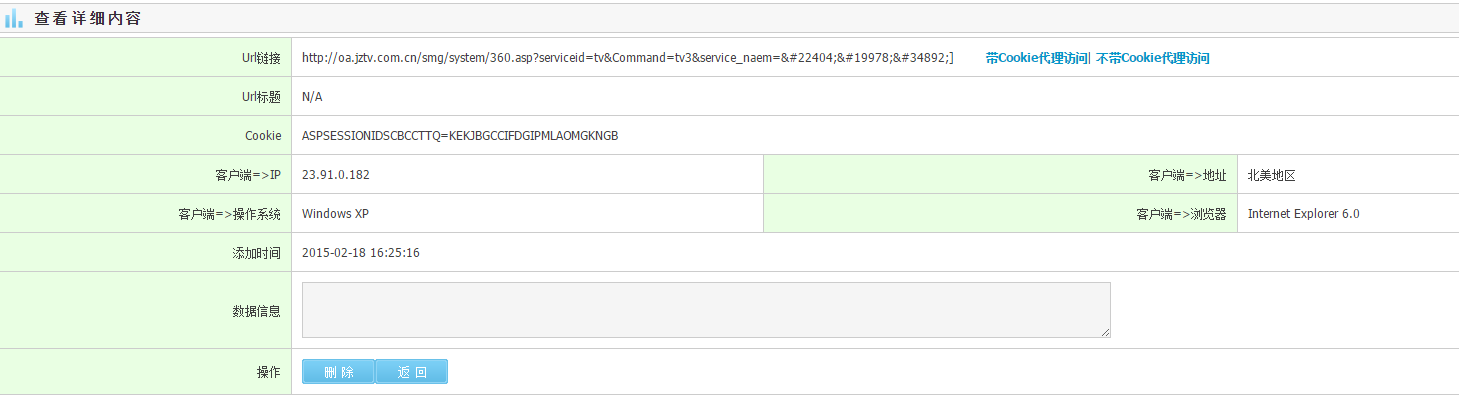 查看详细内容
Url链接 http://oa.jztv.com.cn/smg/system/360.asp?serviceid=tv&Command=tv3&service_naem=&#22404;&#19978;&#34892;] 带Cookie代理访问| 不带Cookie代理访问
Url标题 N/A
Cookie ASPSESSIONIDSCBCCTTQ=KEKJBGCCIFDGIPMLAOMGKNGB
客户端=>IP 23.91.0.182 客户端=>地址 北美地区
客户端=>操作系统 Windows XP 客户端=>浏览器 Internet Explorer 6.0
添加时间 2015-02-18 16:25:16
数据信息
操作 删 除 返 回